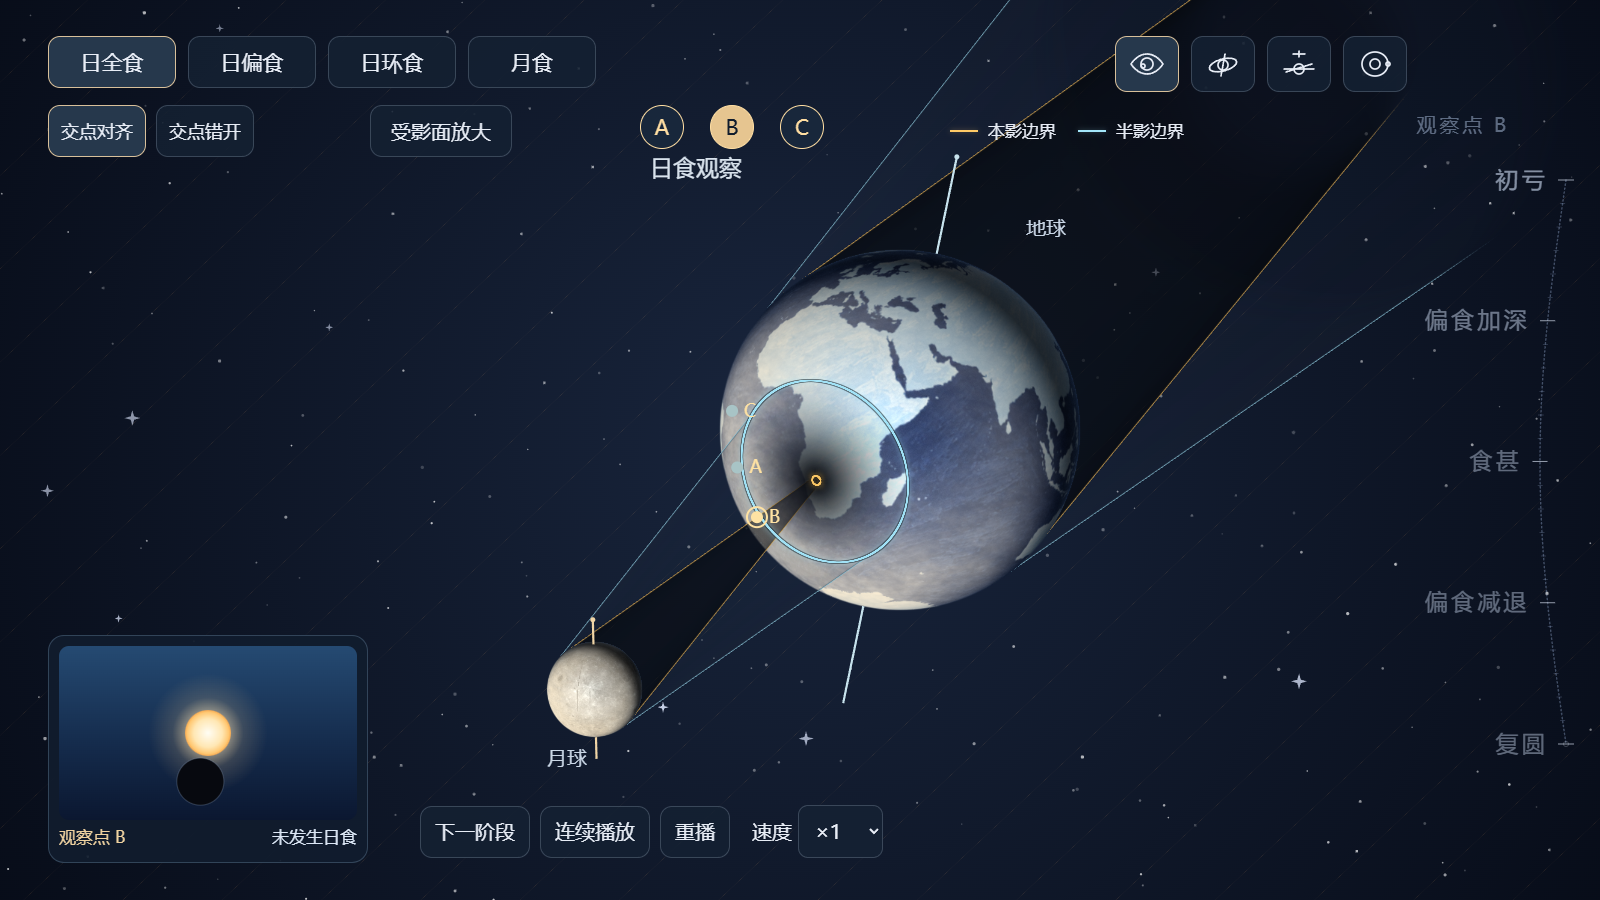 日全食 日偏食 日环食 月食
交点对齐 交点错开 受影面放大 A B C
日食观察
本影边界 半影边界
观察点 B
初亏
地球
偏食加深
C
A
食甚
B
偏食减退
复圆
月球
观察点 B 未发生日食
下一阶段 连续播放 重播 速度 ×1